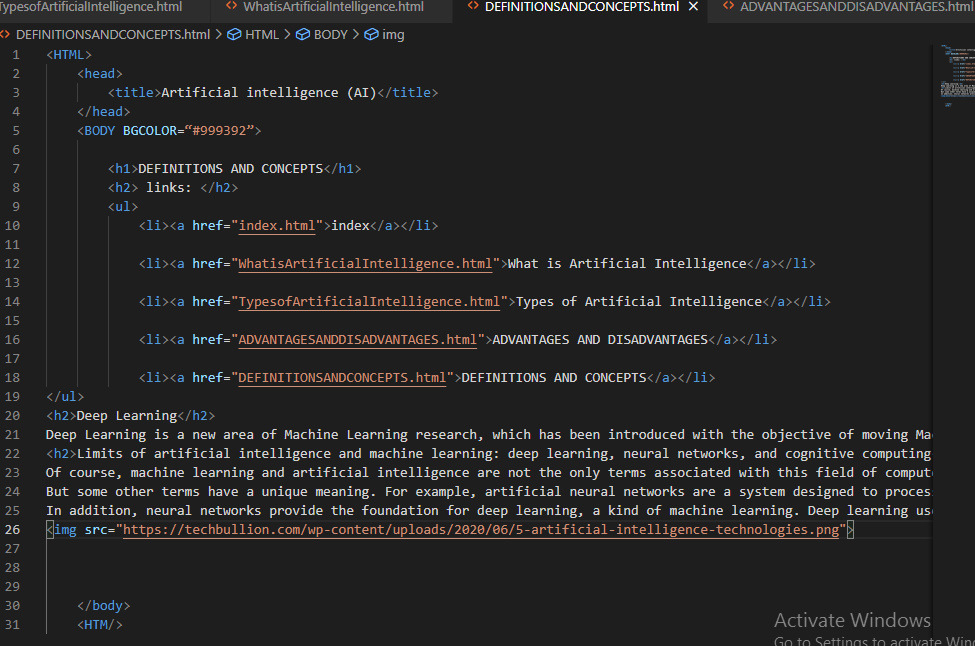 TypesofArtificialIntelligence.html WhatisArtificialIntelligence.html DEFINITIONSANDCONCEPTS.html ADVANTAGESANDDISADVANTAGES.html
DEFINITIONSANDCONCEPTS.html > HTML > BODY > img
1 <HTML>
2 <head>
3 <title>Artificial intelligence (AI)</title>
4 </head>
5 <BODY BGCOLOR=“#999392”>
6
7 <h1>DEFINITIONS AND CONCEPTS</h1>
8 <h2> links: </h2>
9 <ul>
10 <li><a href="index.html">index</a></li>
11
12 <li><a href="WhatisArtificialIntelligence.html">What is Artificial Intelligence</a></li>
13
14 <li><a href="TypesofArtificialIntelligence.html">Types of Artificial Intelligence</a></li>
15
16 <li><a href="ADVANTAGESANDDISADVANTAGES.html">ADVANTAGES AND DISADVANTAGES</a></li>
17
18 <li><a href="DEFINITIONSANDCONCEPTS.html">DEFINITIONS AND CONCEPTS</a></li>
19 </ul>
20 <h2>Deep Learning</h2>
21 Deep Learning is a new area of Machine Learning research, which has been introduced with the objective of moving Ma
22 <h2>Limits of artificial intelligence and machine learning: deep learning, neural networks, and cognitive computing
23 Of course, machine learning and artificial intelligence are not the only terms associated with this field of comput
24 But some other terms have a unique meaning. For example, artificial neural networks are a system designed to proces
25 In addition, neural networks provide the foundation for deep learning, a kind of machine learning. Deep learning us
26 <img src="https://techbullion.com/wp-content/uploads/2020/06/5-artificial-intelligence-technologies.png">
27
28
29
30 </body>
31 <HTM/>
Activate Windows
Go to Settings to activate Win